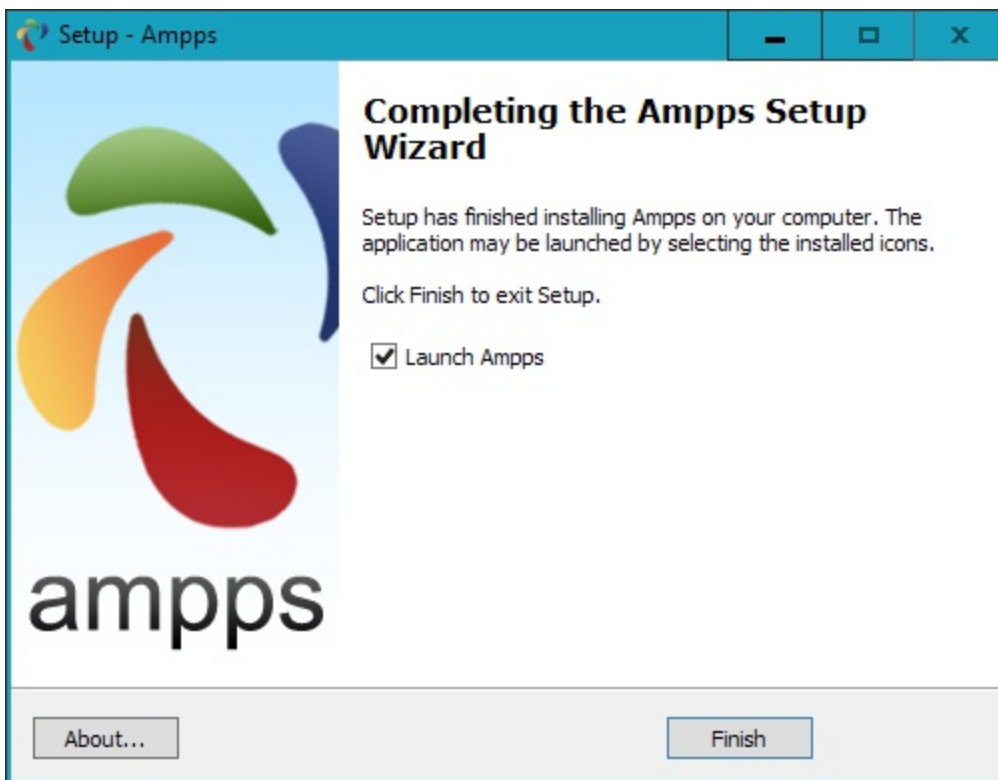 Setup - Ampps
Completing the Ampps Setup
Wizard
Setup has finished installing Ampps on your computer. The
application may be launched by selecting the installed icons.
Click Finish to exit Setup.
Launch Ampps
ampps
About...
Finish